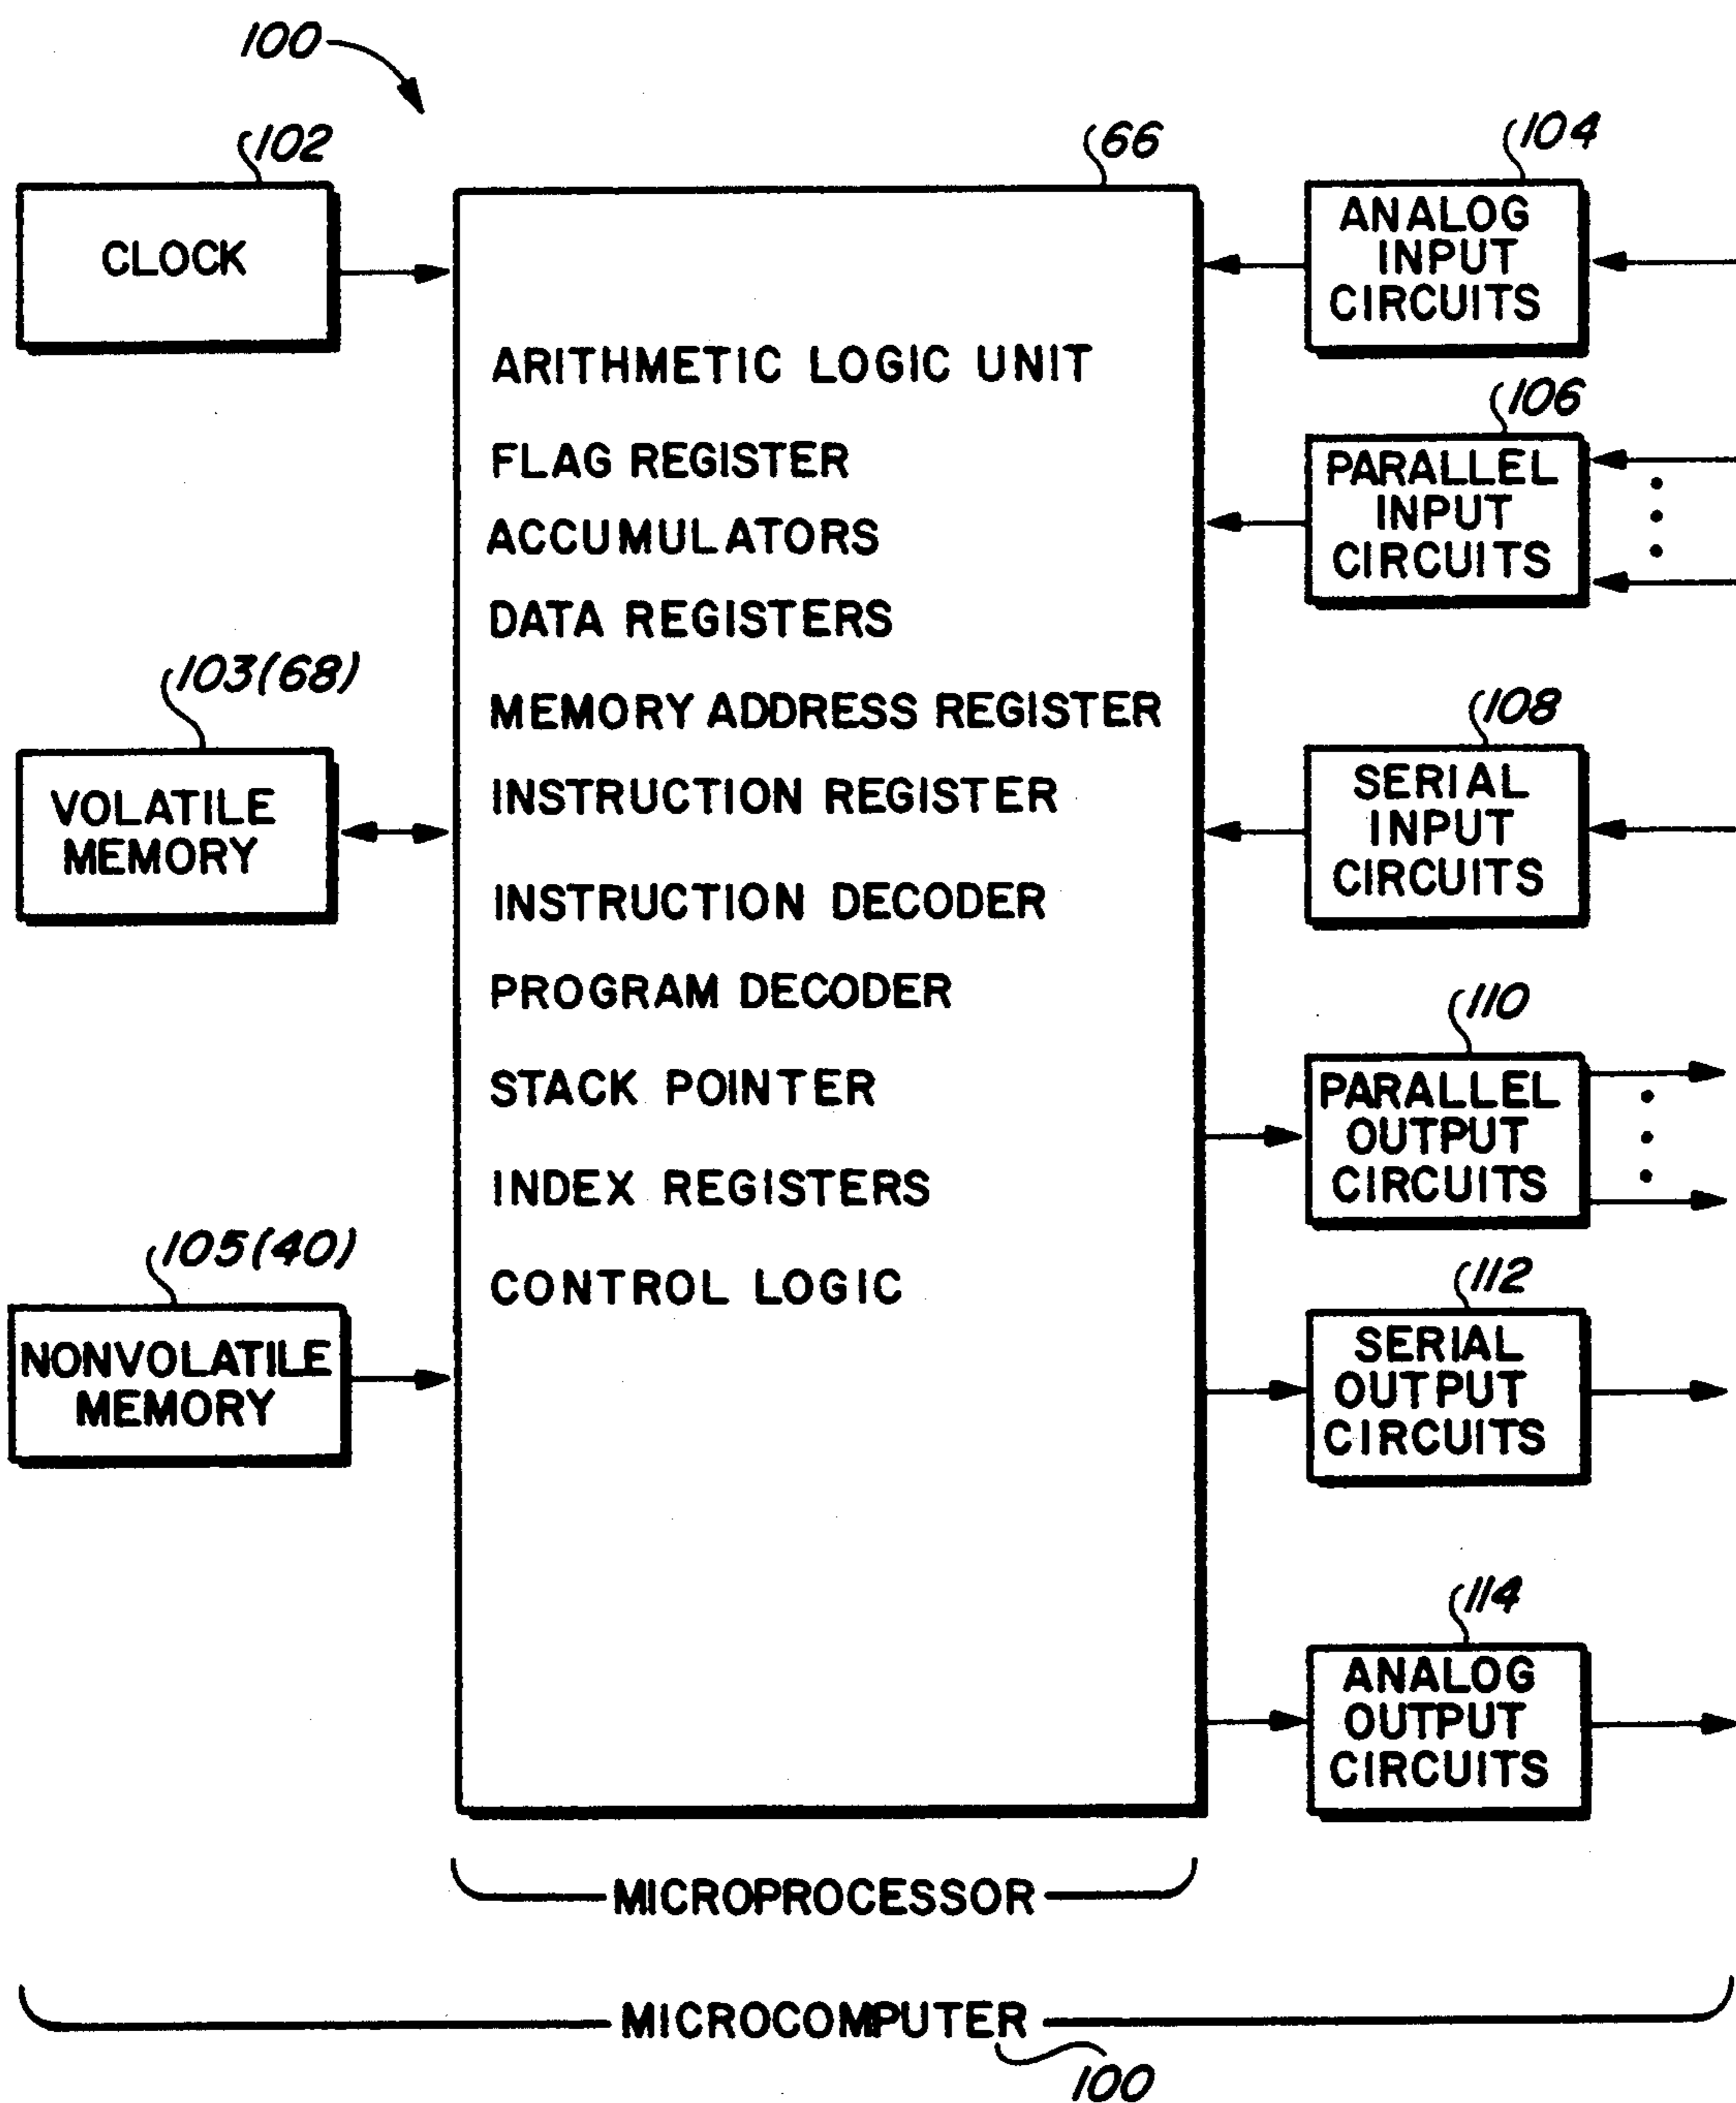 100
102
CLOCK
103(68)
VOLATILE
MEMORY
105(40)
NONVOLATILE
MEMORY
66
ARITHMETIC LOGIC UNIT
FLAG REGISTER
ACCUMULATORS
DATA REGISTERS
MEMORY ADDRESS REGISTER
INSTRUCTION REGISTER
INSTRUCTION DECODER
PROGRAM DECODER
STACK POINTER
INDEX REGISTERS
CONTROL LOGIC
104
ANALOG
INPUT
CIRCUITS
106
PARALLEL
INPUT
CIRCUITS
108
SERIAL
INPUT
CIRCUITS
110
PARALLEL
OUTPUT
CIRCUITS
112
SERIAL
OUTPUT
CIRCUITS
114
ANALOG
OUTPUT
CIRCUITS
MICROPROCESSOR
MICROCOMPUTER
100